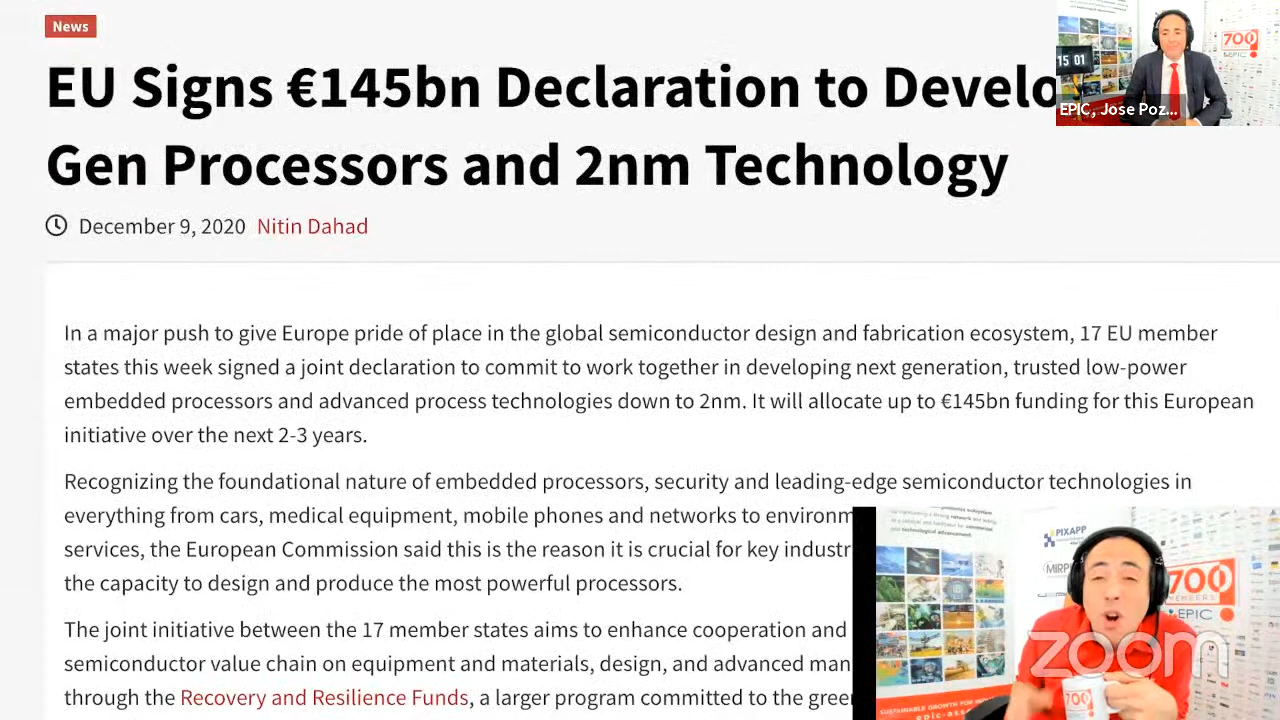 News
EU Signs €145bn Declaration to Develo
Gen Processors and 2nm Technology
December 9, 2020 Nitin Dahad
In a major push to give Europe pride of place in the global semiconductor design and fabrication ecosystem, 17 EU member
states this week signed a joint declaration to commit to work together in developing next generation, trusted low-power
embedded processors and advanced process technologies down to 2nm. It will allocate up to €145bn funding for this European
initiative over the next 2-3 years.
Recognizing the foundational nature of embedded processors, security and leading-edge semiconductor technologies in
everything from cars, medical equipment, mobile phones and networks to environm
services, the European Commission said this is the reason it is crucial for key industr
the capacity to design and produce the most powerful processors.
The joint initiative between the 17 member states aims to enhance cooperation and
semiconductor value chain on equipment and materials, design, and advanced man
through the Recovery and Resilience Funds, a larger program committed to the gree
700
EPIC
15 01
EPIC, Jose Poz...
PIXAPP
MIRP
700
MEMBERS
EPIC
zoom
700
SUSTAINABLE GROWTH FOR
epic-ass